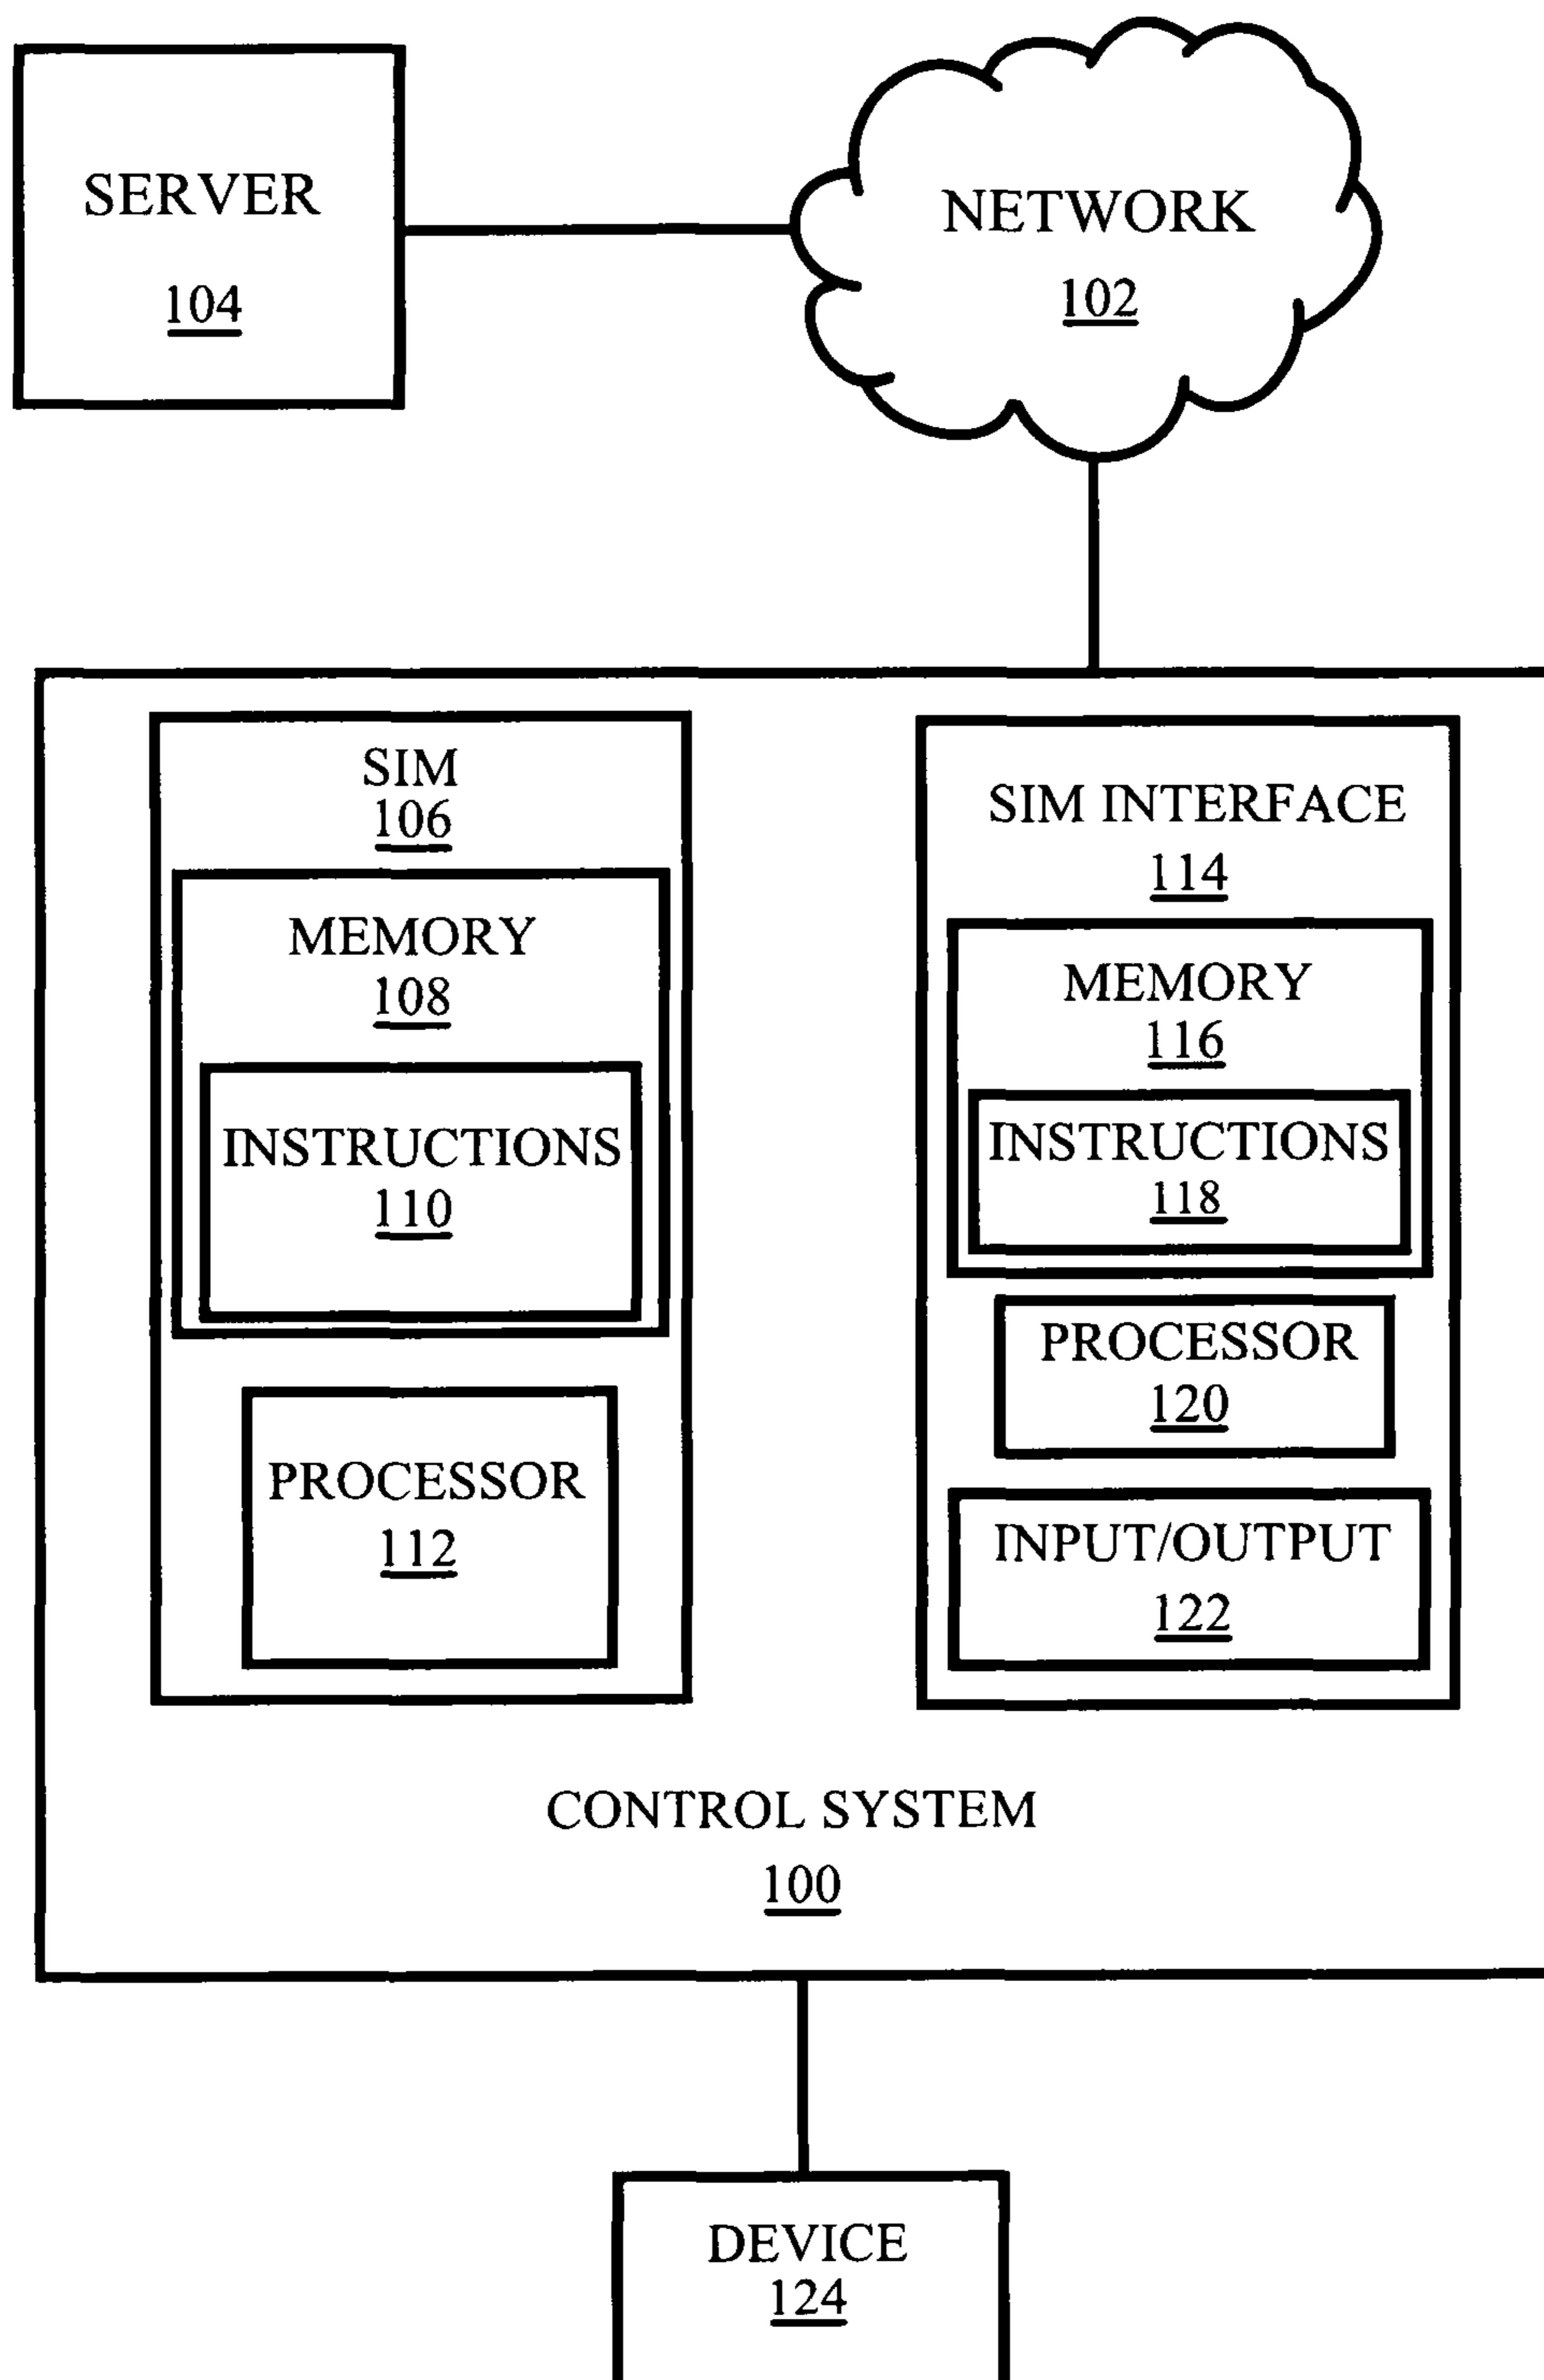 SERVER
104
NETWORK
102
SIM
106
MEMORY
108
INSTRUCTIONS
110
PROCESSOR
112
SIM INTERFACE
114
MEMORY
116
INSTRUCTIONS
118
PROCESSOR
120
INPUT/OUTPUT
122
CONTROL SYSTEM
100
DEVICE
124